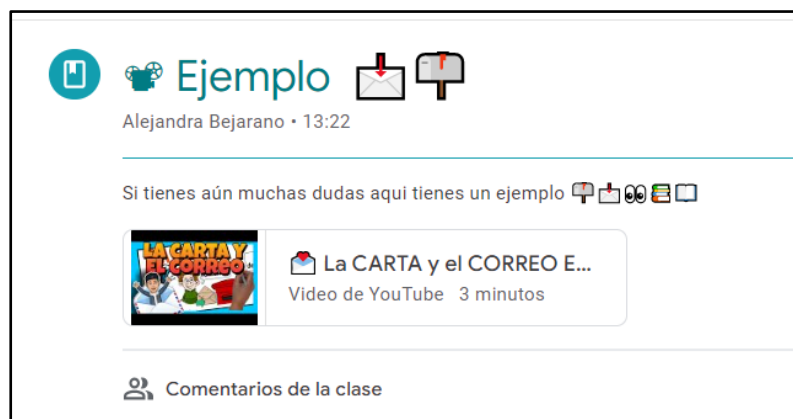 📽 Ejemplo 📩📫
Alejandra Bejarano • 13:22
Si tienes aún muchas dudas aqui tienes un ejemplo 📫📩👀📚📖
LA CARTA Y
EL CORREO
💌 La CARTA y el CORREO E...
Video de YouTube 3 minutos
Comentarios de la clase